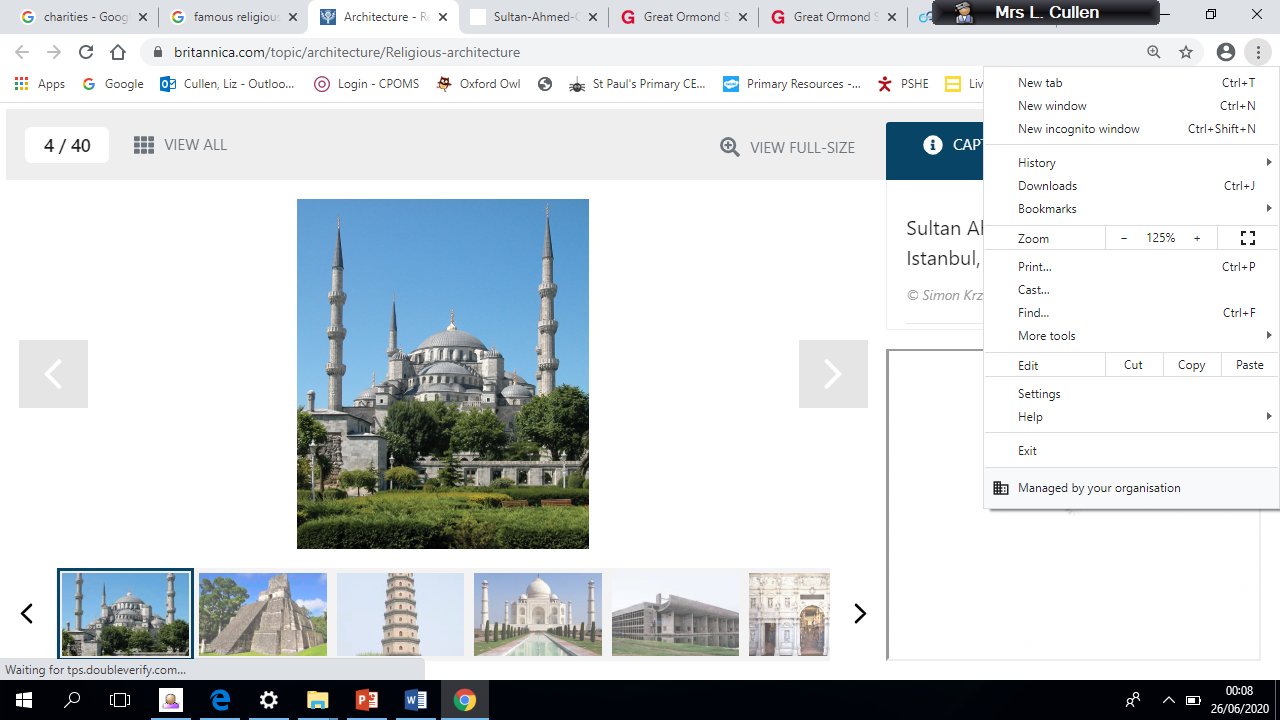 charities - Goog
famous religious
Architecture - Re
Sultan-Ahmed-C
Great Ormond S
Great Ormond S
Mrs L. Cullen
britannica.com/topic/architecture/Religious-architecture
Apps
Google
Cullen, Liz - Outloo...
Login - CPOMS
Oxford Owl
St Paul's Primary CE...
Primary Resources -...
PSHE
Liv
4 / 40
VIEW ALL
VIEW FULL-SIZE
CAPT
Sultan Ah
Istanbul,
© Simon Krz
New tab Ctrl+T
New window Ctrl+N
New incognito window Ctrl+Shift+N
History
Downloads Ctrl+J
Bookmarks
Zoom − 125% +
Print... Ctrl+P
Cast...
Find... Ctrl+F
More tools
Edit Cut Copy Paste
Settings
Help
Exit
Managed by your organisation
Waiting for tps.doubleverify.com...
00:08
26/06/2020